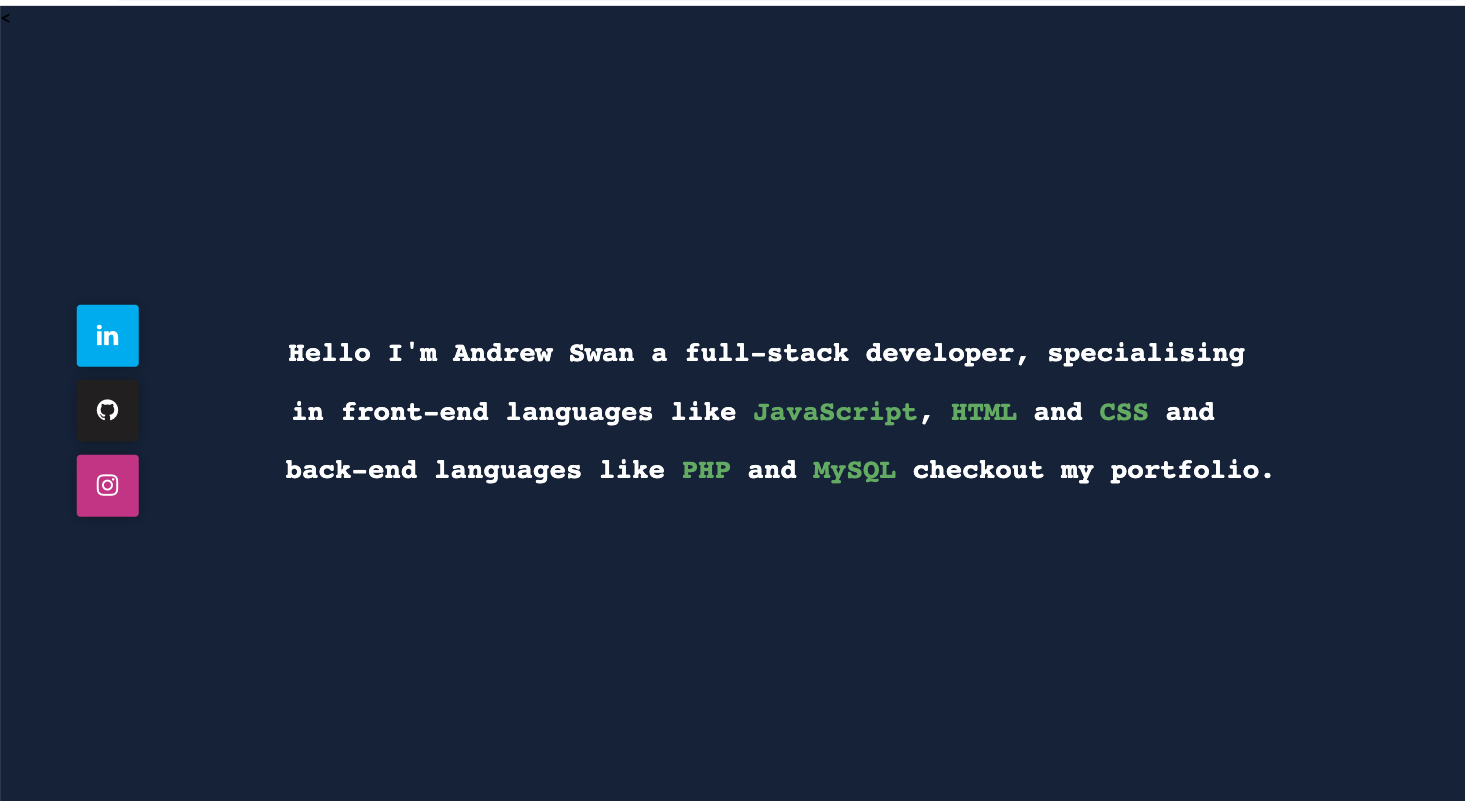 <
in
Hello I'm Andrew Swan a full-stack developer, specialising
in front-end languages like JavaScript, HTML and CSS and
back-end languages like PHP and MySQL checkout my portfolio.